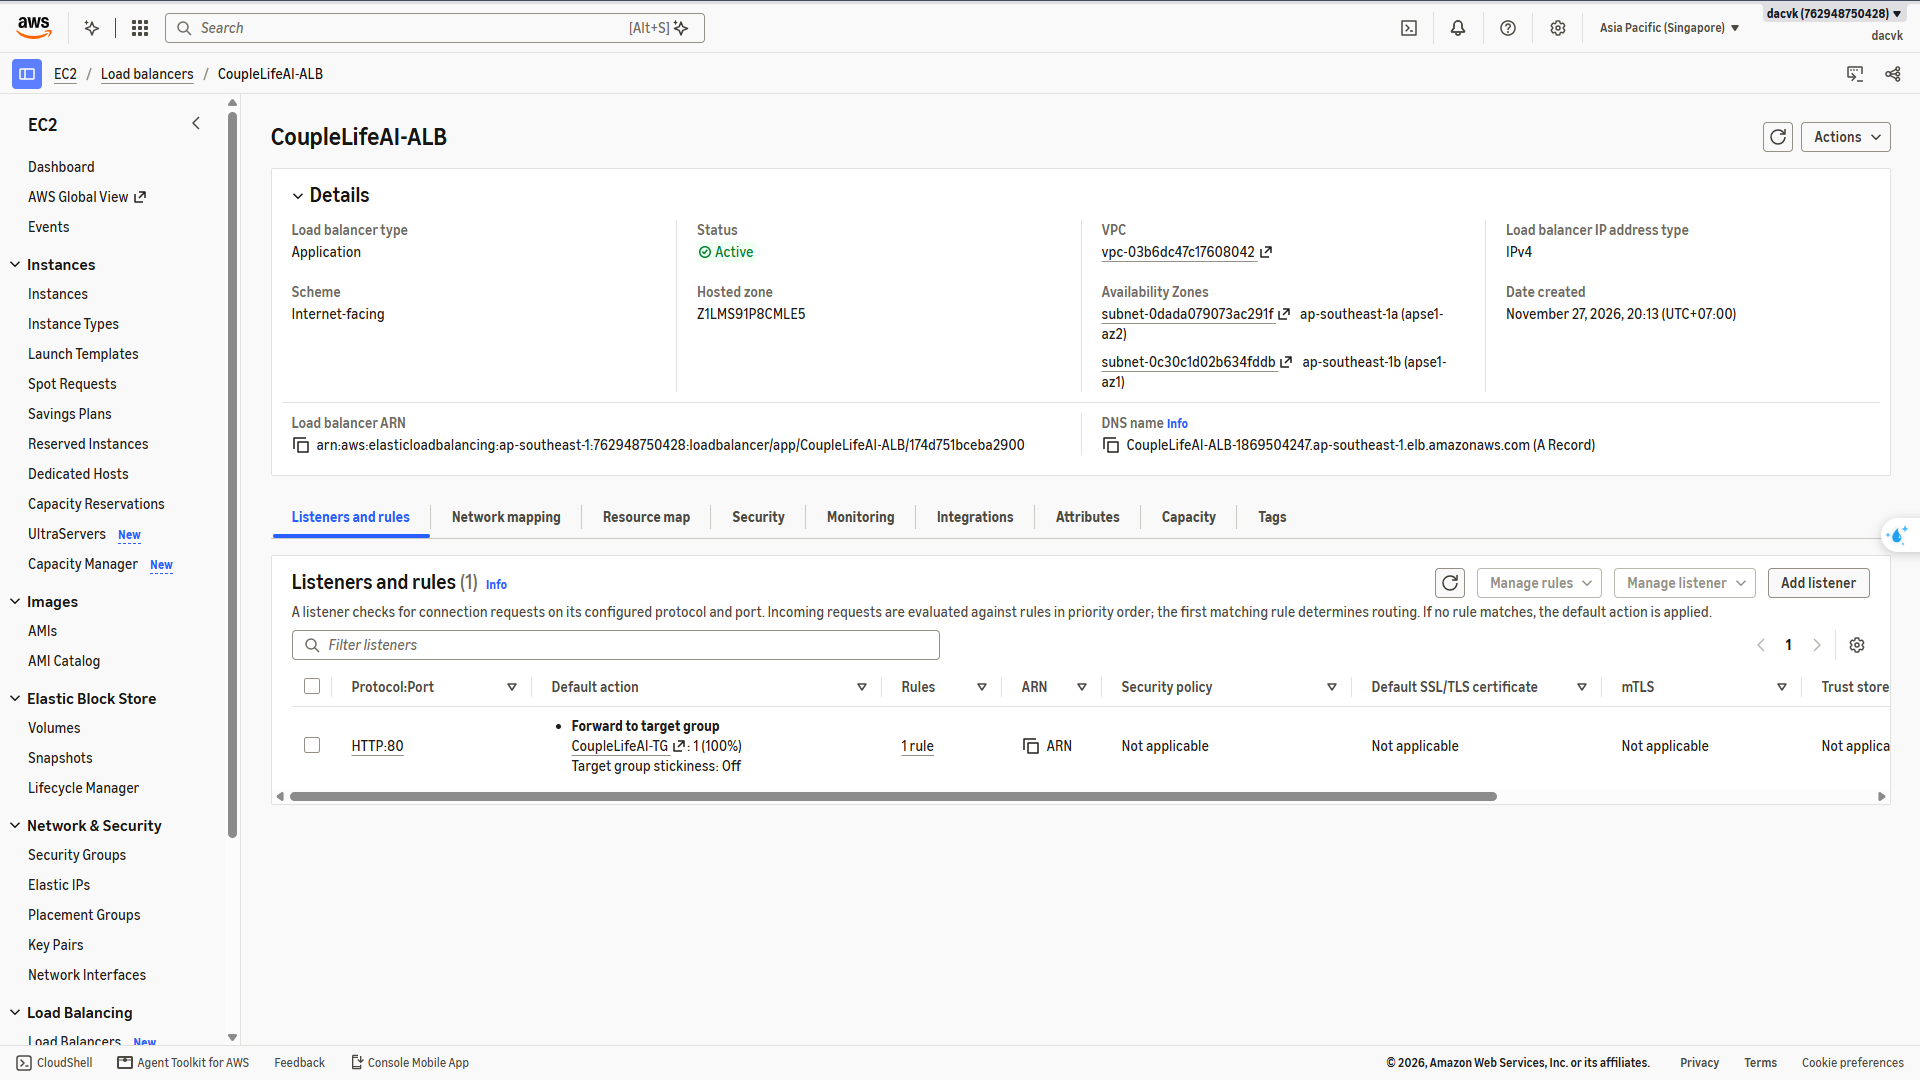 aws
Search
[Alt+S]
Asia Pacific (Singapore)
dacvk (762948750428)
dacvk
EC2 / Load balancers / CoupleLifeAI-ALB
EC2
Dashboard
AWS Global View
Events
Instances
Instances
Instance Types
Launch Templates
Spot Requests
Savings Plans
Reserved Instances
Dedicated Hosts
Capacity Reservations
UltraServers New
Capacity Manager New
Images
AMIs
AMI Catalog
Elastic Block Store
Volumes
Snapshots
Lifecycle Manager
Network & Security
Security Groups
Elastic IPs
Placement Groups
Key Pairs
Network Interfaces
Load Balancing
Load Balancers New
CoupleLifeAI-ALB
Actions
Details
Load balancer type
Application
Status
Active
VPC
vpc-03b6dc47c17608042
Load balancer IP address type
IPv4
Scheme
Internet-facing
Hosted zone
Z1LMS91P8CMLE5
Availability Zones
subnet-0dada079073ac291f ap-southeast-1a (apse1-
az2)
subnet-0c30c1d02b634fddb ap-southeast-1b (apse1-
az1)
Date created
November 27, 2026, 20:13 (UTC+07:00)
Load balancer ARN
arn:aws:elasticloadbalancing:ap-southeast-1:762948750428:loadbalancer/app/CoupleLifeAI-ALB/174d751bceba2900
DNS name Info
CoupleLifeAI-ALB-1869504247.ap-southeast-1.elb.amazonaws.com (A Record)
Listeners and rules
Network mapping
Resource map
Security
Monitoring
Integrations
Attributes
Capacity
Tags
Listeners and rules (1) Info
Manage rules
Manage listener
Add listener
A listener checks for connection requests on its configured protocol and port. Incoming requests are evaluated against rules in priority order; the first matching rule determines routing. If no rule matches, the default action is applied.
Filter listeners
1
Protocol:Port
Default action
Rules
ARN
Security policy
Default SSL/TLS certificate
mTLS
Trust store
HTTP:80
• Forward to target group
CoupleLifeAI-TG : 1 (100%)
Target group stickiness: Off
1 rule
ARN
Not applicable
Not applicable
Not applicable
Not applica
CloudShell
Agent Toolkit for AWS
Feedback
Console Mobile App
© 2026, Amazon Web Services, Inc. or its affiliates.
Privacy
Terms
Cookie preferences